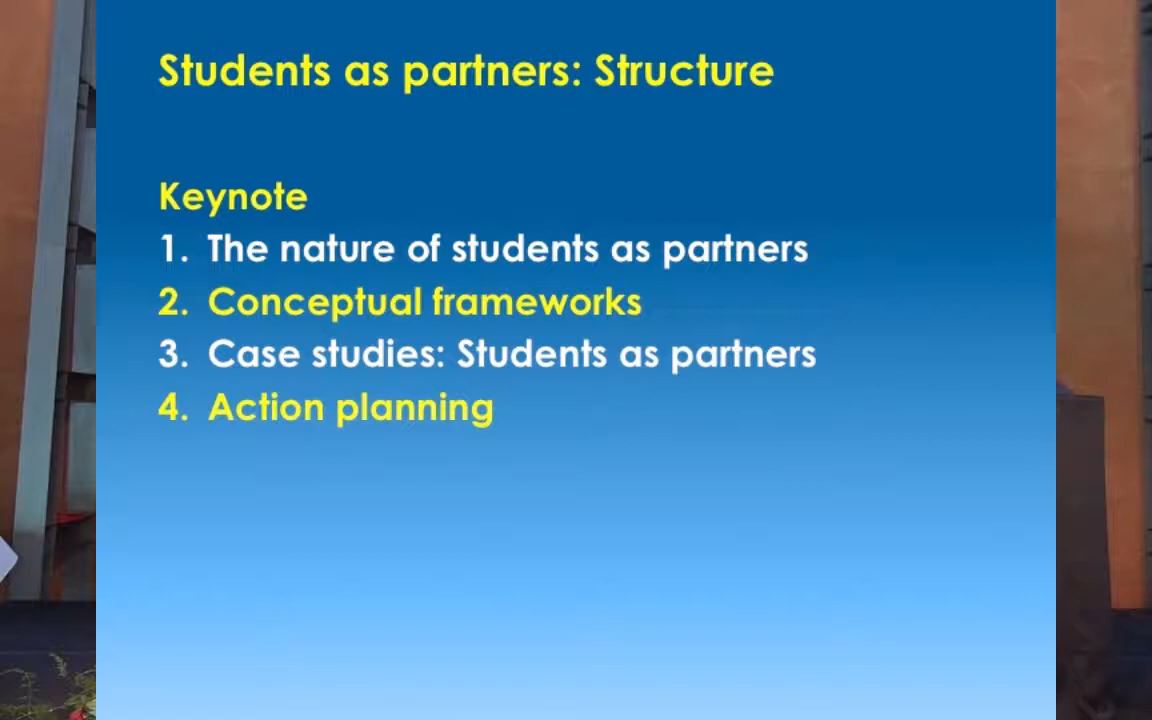 Students as partners: Structure
Keynote
1. The nature of students as partners
2. Conceptual frameworks
3. Case studies: Students as partners
4. Action planning